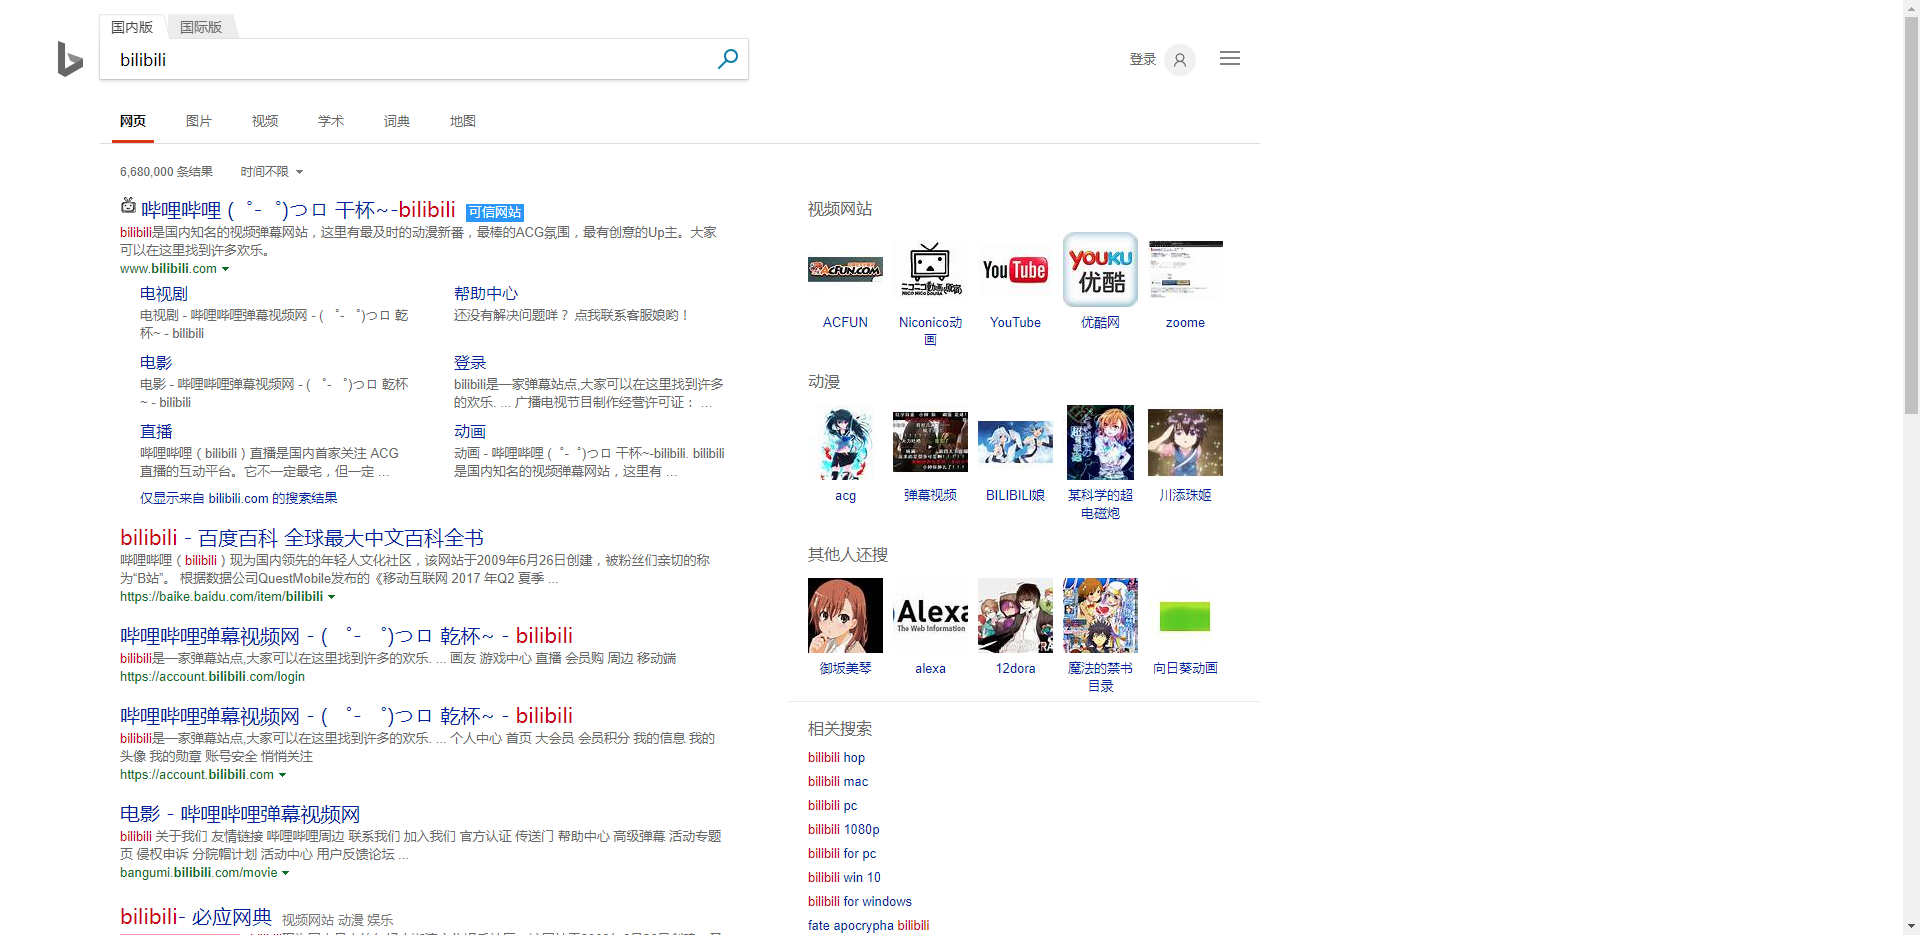 国内版 国际版
bilibili
登录
网页 图片 视频 学术 词典 地图
6,680,000 条结果 时间不限
哔哩哔哩 (゜-゜)つロ 干杯~-bilibili 可信网站
bilibili是国内知名的视频弹幕网站，这里有最及时的动漫新番，最棒的ACG氛围，最有创意的Up主。大家
可以在这里找到许多欢乐。
www.bilibili.com
电视剧
电视剧 - 哔哩哔哩弹幕视频网 - (゜-゜)つロ 乾
杯~ - bilibili
帮助中心
还没有解决问题咩？ 点我联系客服娘哟！
电影
电影 - 哔哩哔哩弹幕视频网 - (゜-゜)つロ 乾杯
~ - bilibili
登录
bilibili是一家弹幕站点,大家可以在这里找到许多
的欢乐. ... 广播电视节目制作经营许可证： …
直播
哔哩哔哩（bilibili）直播是国内首家关注 ACG
直播的互动平台。它不一定最宅，但一定 ...
动画
动画 - 哔哩哔哩 (゜-゜)つロ 干杯~-bilibili. bilibili
是国内知名的视频弹幕网站，这里有 ...
仅显示来自 bilibili.com 的搜索结果
bilibili - 百度百科 全球最大中文百科全书
哔哩哔哩（bilibili）现为国内领先的年轻人文化社区，该网站于2009年6月26日创建，被粉丝们亲切的称
为“B站”。 根据数据公司QuestMobile发布的《移动互联网 2017 年Q2 夏季 ...
https://baike.baidu.com/item/bilibili
哔哩哔哩弹幕视频网 - (゜-゜)つロ 乾杯~ - bilibili
bilibili是一家弹幕站点,大家可以在这里找到许多的欢乐. ... 画友 游戏中心 直播 会员购 周边 移动端
https://account.bilibili.com/login
哔哩哔哩弹幕视频网 - (゜-゜)つロ 乾杯~ - bilibili
bilibili是一家弹幕站点,大家可以在这里找到许多的欢乐. ... 个人中心 首页 大会员 会员积分 我的信息 我的
头像 我的勋章 账号安全 悄悄关注
https://account.bilibili.com
电影 - 哔哩哔哩弹幕视频网
bilibili 关于我们 友情链接 哔哩哔哩周边 联系我们 加入我们 官方认证 传送门 帮助中心 高级弹幕 活动专题
页 侵权申诉 分院帽计划 活动中心 用户反馈论坛 ...
bangumi.bilibili.com/movie
bilibili- 必应网典 视频网站 动漫 娱乐
视频网站
ACFUN.COM
ニコニコ動画
NICO NICO DOUGA
YouTube
YOUKU
优酷
ACFUN Niconico动
画 YouTube 优酷网 zoome
动漫
acg 弹幕视频 BILIBILI娘 某科学的超
电磁炮 川添珠姬
其他人还搜
Alexa
The Web Information
御坂美琴 alexa 12dora 魔法的禁书
目录 向日葵动画
相关搜索
bilibili hop
bilibili mac
bilibili pc
bilibili 1080p
bilibili for pc
bilibili win 10
bilibili for windows
fate apocrypha bilibili